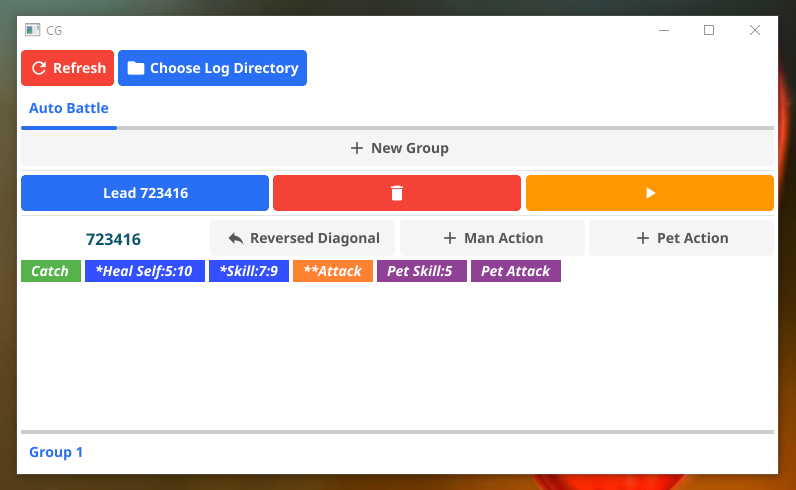 CG
Refresh Choose Log Directory
Auto Battle
New Group
Lead 723416
723416 Reversed Diagonal Man Action Pet Action
Catch *Heal Self:5:10 *Skill:7:9 **Attack Pet Skill:5 Pet Attack
Group 1